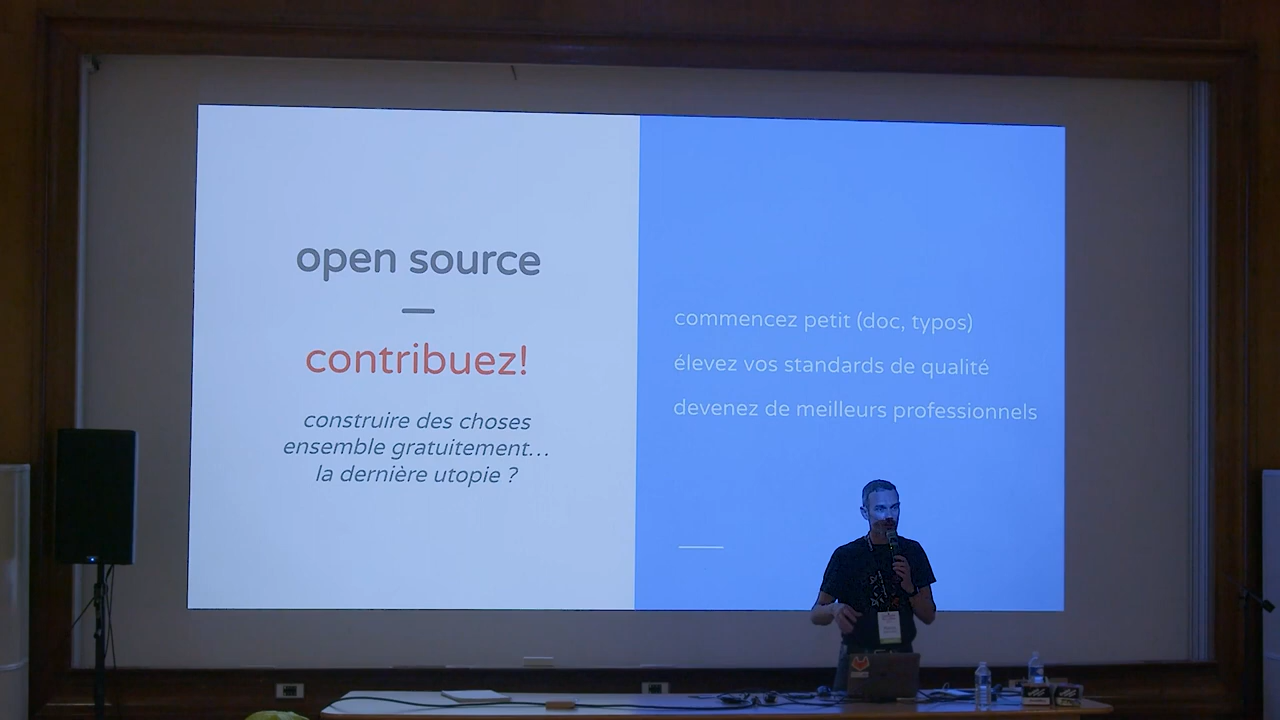 open source
—
contribuez!
construire des choses
ensemble gratuitement…
la dernière utopie ?
commencez petit (doc, typos)
élevez vos standards de qualité
devenez de meilleurs professionnels